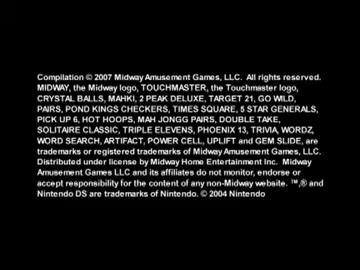 Compilation © 2007 Midway Amusement Games, LLC. All rights reserved.
MIDWAY, the Midway logo, TOUCHMASTER, the Touchmaster logo,
CRYSTAL BALLS, MAHKI, 2 PEAK DELUXE, TARGET 21, GO WILD,
PAIRS, POND KINGS CHECKERS, TIMES SQUARE, 5 STAR GENERALS,
PICK UP 6, HOT HOOPS, MAH JONGG PAIRS, DOUBLE TAKE,
SOLITAIRE CLASSIC, TRIPLE ELEVENS, PHOENIX 13, TRIVIA, WORDZ,
WORD SEARCH, ARTIFACT, POWER CELL, UPLIFT and GEM SLIDE, are
trademarks or registered trademarks of Midway Amusement Games, LLC.
Distributed under license by Midway Home Entertainment Inc. Midway
Amusement Games LLC and its affiliates do not monitor, endorse or
accept responsibility for the content of any non-Midway website. ™,® and
Nintendo DS are trademarks of Nintendo. © 2004 Nintendo